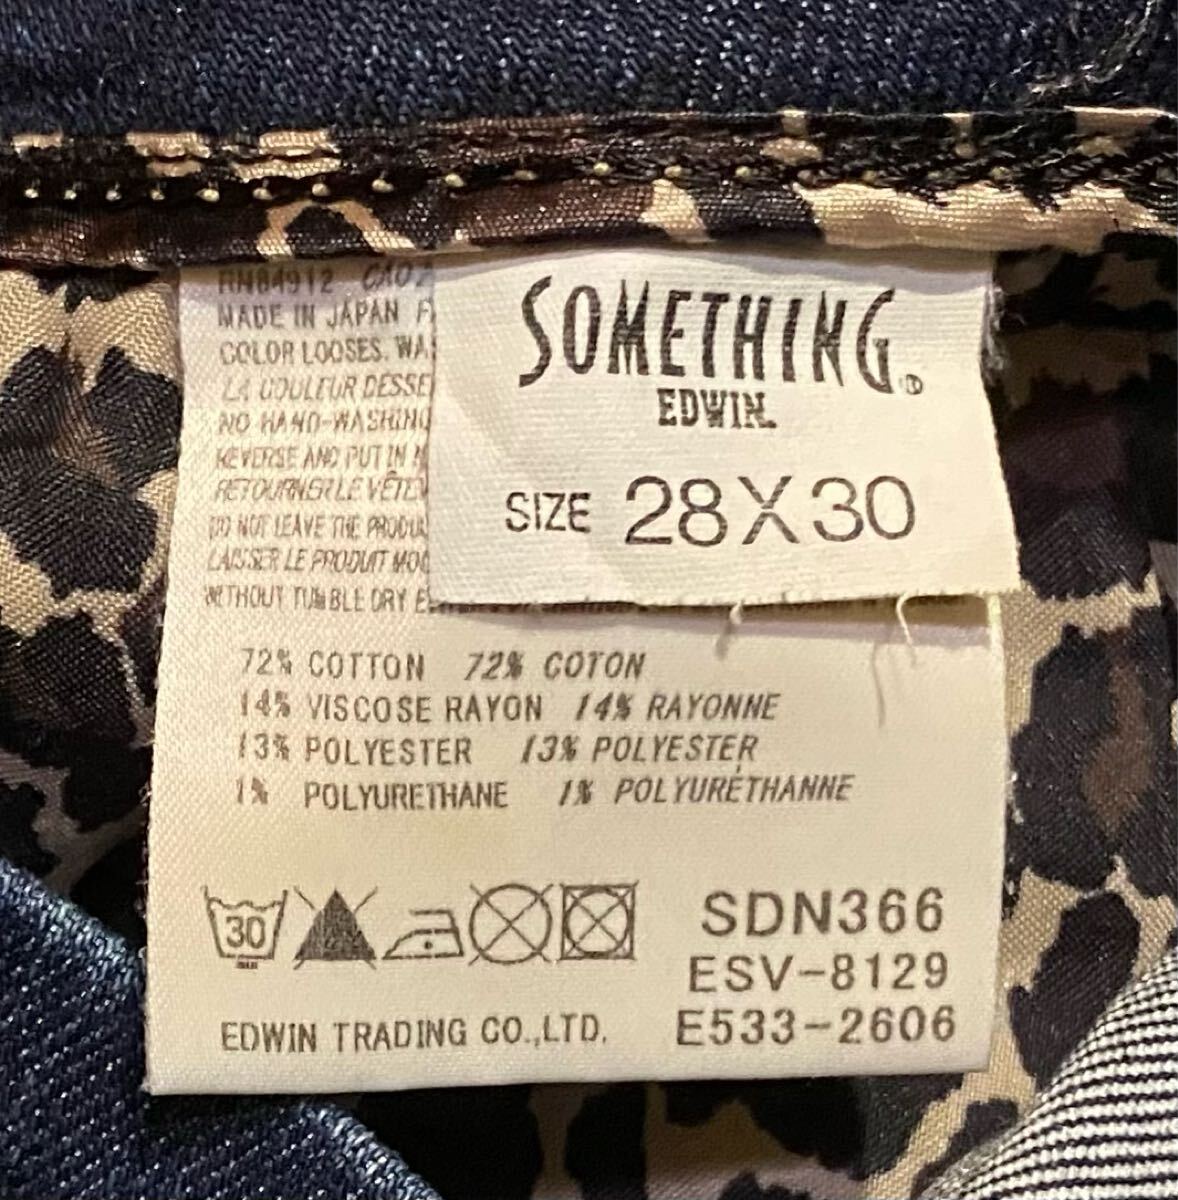 SOMETHING®
EDWIN.
SIZE 28X30
RN84912 CA02
MADE IN JAPAN F
COLOR LOOSES. WA
LA COULEUR DESSE
NO HAND-WASHING
REVERSE AND PUT IN
RETOURNER LE VÊTEM
DO NOT LEAVE THE PRODU
LAISSER LE PRODUIT MO
WITHOUT TUMBLE DRY
72% COTTON 72% COTON
14% VISCOSE RAYON 14% RAYONNE
13% POLYESTER 13% POLYESTER
1% POLYURETHANE 1% POLYURÉTHANNE
30
SDN366
ESV-8129
E533-2606
EDWIN TRADING CO.,LTD.